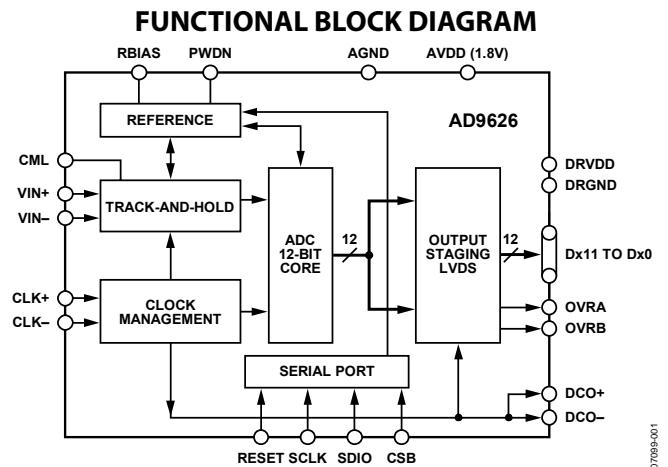 FUNCTIONAL BLOCK DIAGRAM
RBIAS PWDN AGND AVDD (1.8V)
REFERENCE
AD9626
CML
VIN+
VIN–
TRACK-AND-HOLD
DRVDD
DRGND
ADC
12-BIT
CORE
12
OUTPUT
STAGING
LVDS
12
Dx11 TO Dx0
CLK+
CLK–
CLOCK
MANAGEMENT
OVRA
OVRB
SERIAL PORT
DCO+
DCO–
RESET SCLK SDIO CSB
07099-001